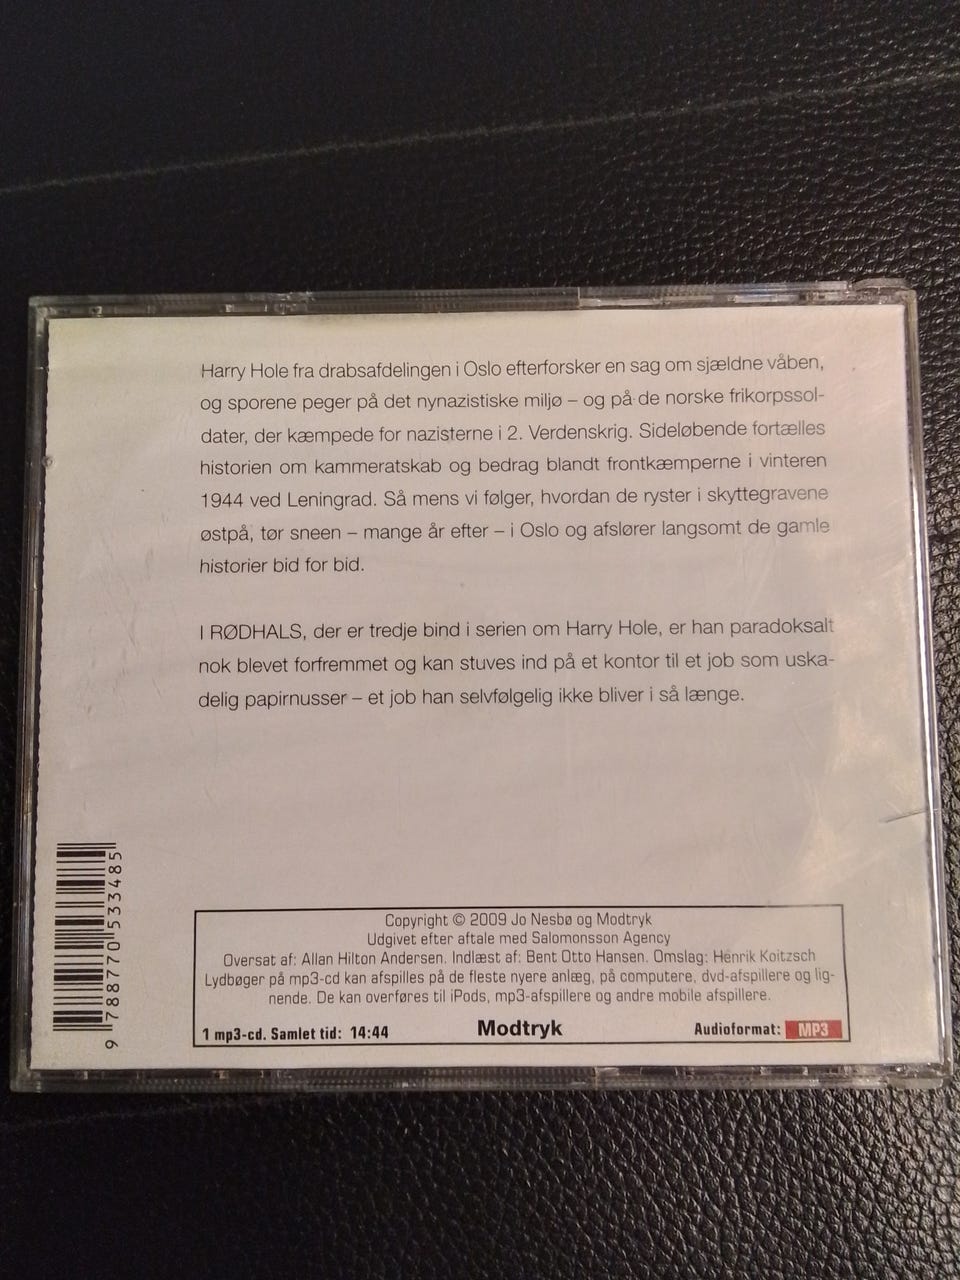 Harry Hole fra drabsafdelingen i Oslo efterforsker en sag om sjældne våben,
og sporene peger på det nynazistiske miljø – og på de norske frikorpssol-
dater, der kæmpede for nazisterne i 2. Verdenskrig. Sideløbende fortælles
historien om kammeratskab og bedrag blandt frontkæmperne i vinteren
1944 ved Leningrad. Så mens vi følger, hvordan de ryster i skyttegravene
østpå, tør sneen – mange år efter – i Oslo og afslører langsomt de gamle
historier bid for bid.
I RØDHALS, der er tredje bind i serien om Harry Hole, er han paradoksalt
nok blevet forfremmet og kan stuves ind på et kontor til et job som uska-
delig papirnusser – et job han selvfølgelig ikke bliver i så længe.
9 788770 533485
Copyright © 2009 Jo Nesbø og Modtryk
Udgivet efter aftale med Salomonsson Agency
Oversat af: Allan Hilton Andersen. Indlæst af: Bent Otto Hansen. Omslag: Henrik Koitzsch
Lydbøger på mp3-cd kan afspilles på de fleste nyere anlæg, på computere, dvd-afspillere og lig-
nende. De kan overføres til iPods, mp3-afspillere og andre mobile afspillere.
1 mp3-cd. Samlet tid: 14:44 Modtryk Audioformat: MP3